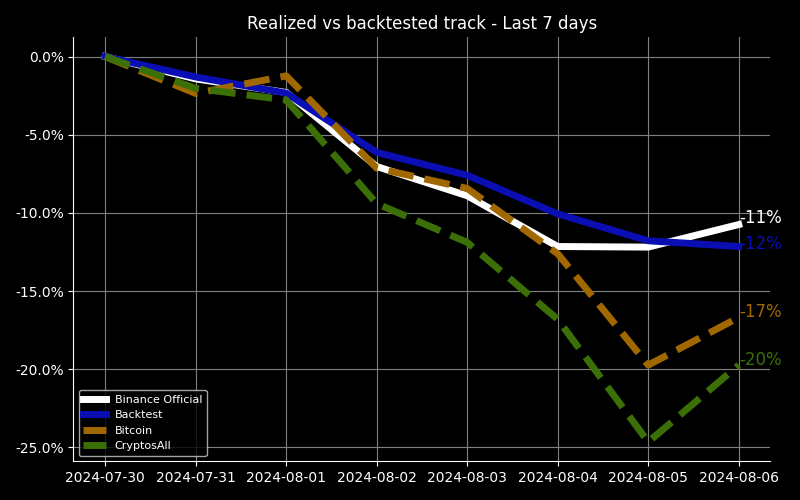 Realized vs backtested track - Last 7 days
0.0%
-5.0%
-10.0%
-15.0%
-20.0%
-25.0%
-11%
-12%
-17%
-20%
Binance Official
Backtest
Bitcoin
CryptosAll
2024-07-30 2024-07-31 2024-08-01 2024-08-02 2024-08-03 2024-08-04 2024-08-05 2024-08-06